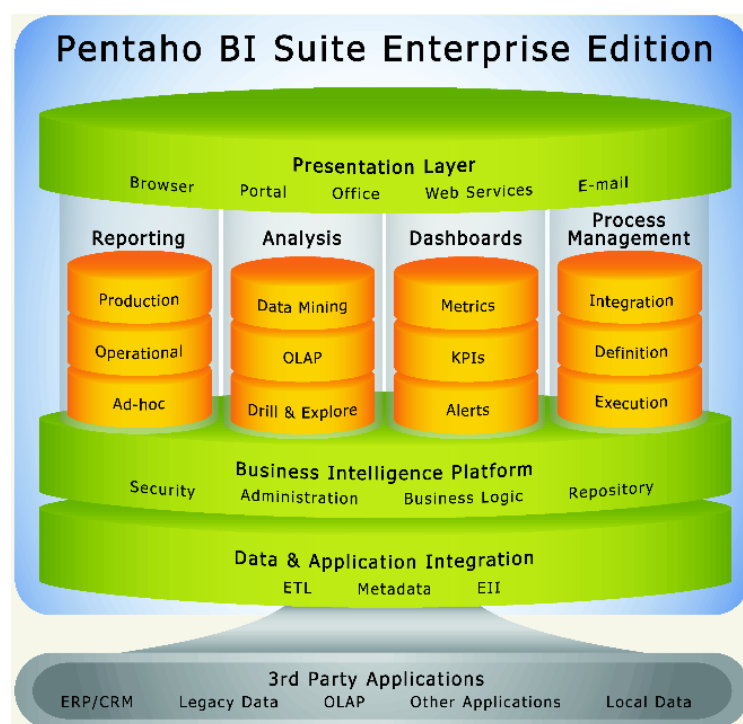 Pentaho BI Suite Enterprise Edition
Presentation Layer
Browser Portal Office Web Services E-mail
Reporting
Production
Operational
Ad-hoc
Analysis
Data Mining
OLAP
Drill & Explore
Dashboards
Metrics
KPIs
Alerts
Process
Management
Integration
Definition
Execution
Business Intelligence Platform
Security Administration Business Logic Repository
Data & Application Integration
ETL Metadata EII
3rd Party Applications
ERP/CRM Legacy Data OLAP Other Applications Local Data